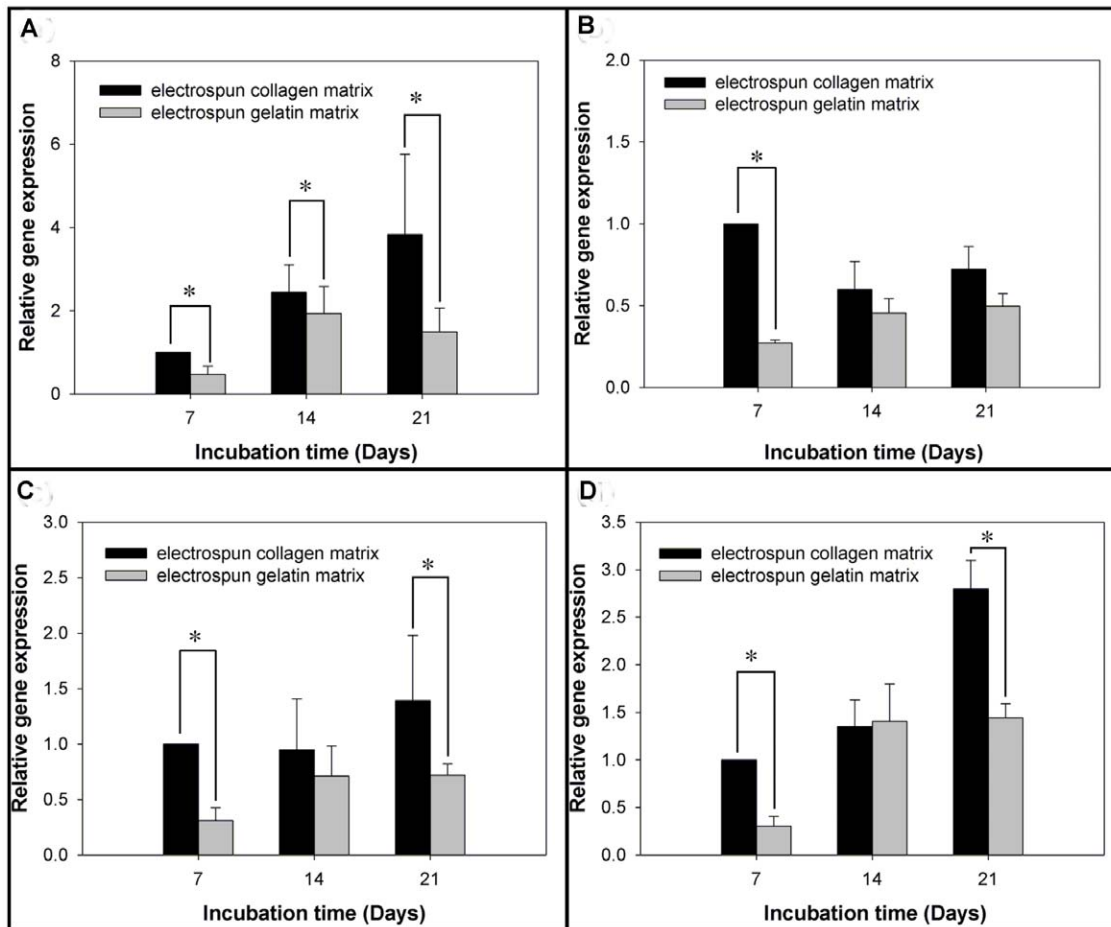 A
Relative gene expression
8
6
4
2
0
electrospun collagen matrix
electrospun gelatin matrix
*
*
*
7 14 21
Incubation time (Days)
B
Relative gene expression
2.0
1.5
1.0
0.5
0.0
electrospun collagen matrix
electrospun gelatin matrix
*
7 14 21
Incubation time (Days)
C
Relative gene expression
3.0
2.5
2.0
1.5
1.0
0.5
0.0
electrospun collagen matrix
electrospun gelatin matrix
*
*
7 14 21
Incubation time (Days)
D
Relative gene expression
3.5
3.0
2.5
2.0
1.5
1.0
0.5
0.0
electrospun collagen matrix
electrospun gelatin matrix
*
*
7 14 21
Incubation time (Days)